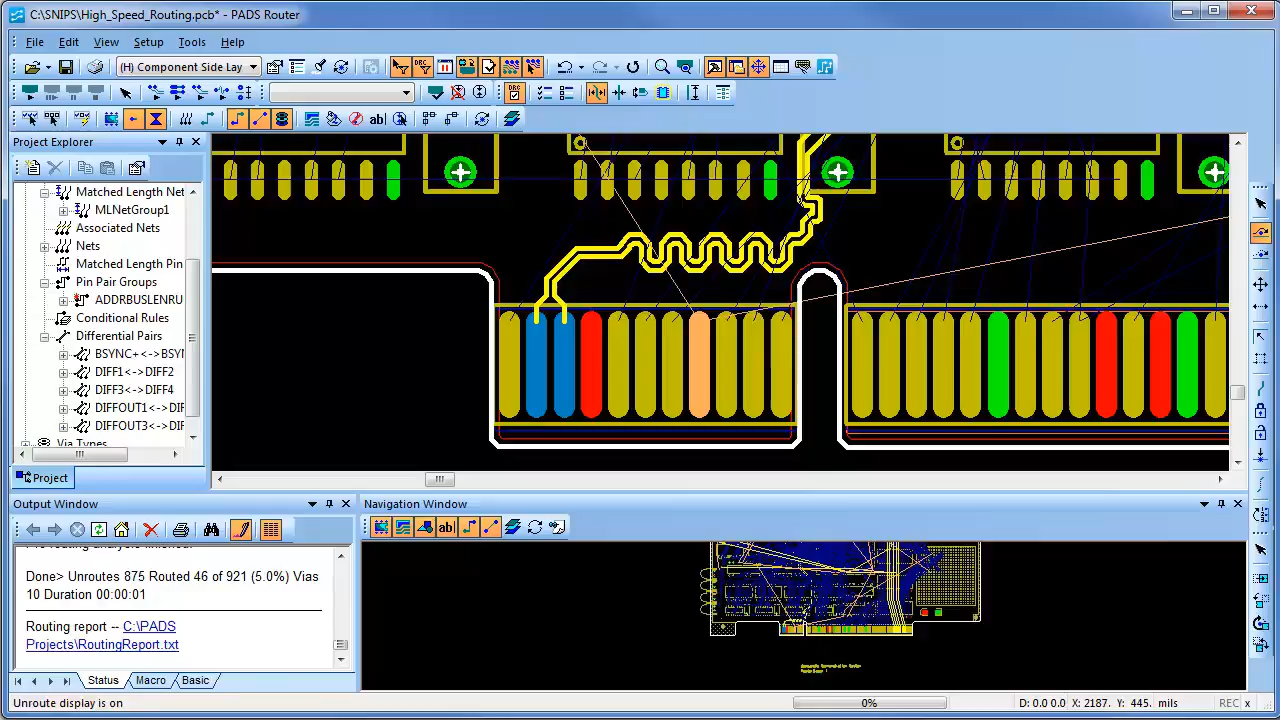 C:\SNIPS\High_Speed_Routing.pcb* - PADS Router
File Edit View Setup Tools Help
(H) Component Side Lay
abl
Project Explorer
Matched Length Net
MLNetGroup1
Associated Nets
Nets
Matched Length Pin
Pin Pair Groups
ADDRBUSLENRU
Conditional Rules
Differential Pairs
BSYNC+<->BSYN
DIFF1<->DIFF2
DIFF3<->DIFF4
DIFFOUT1<->DIF
Via Types
Project
Output Window
Done> Unroutes 875 Routed 46 of 921 (5.0%) Vias
10 Duration 00:00:01
Routing report -- C:\PADS
Projects\RoutingReport.txt
Status Macro Basic
Navigation Window
abl
Unroute display is on
0%
D: 0.0 0.0 X: 2187. Y: 445. mils
REC x